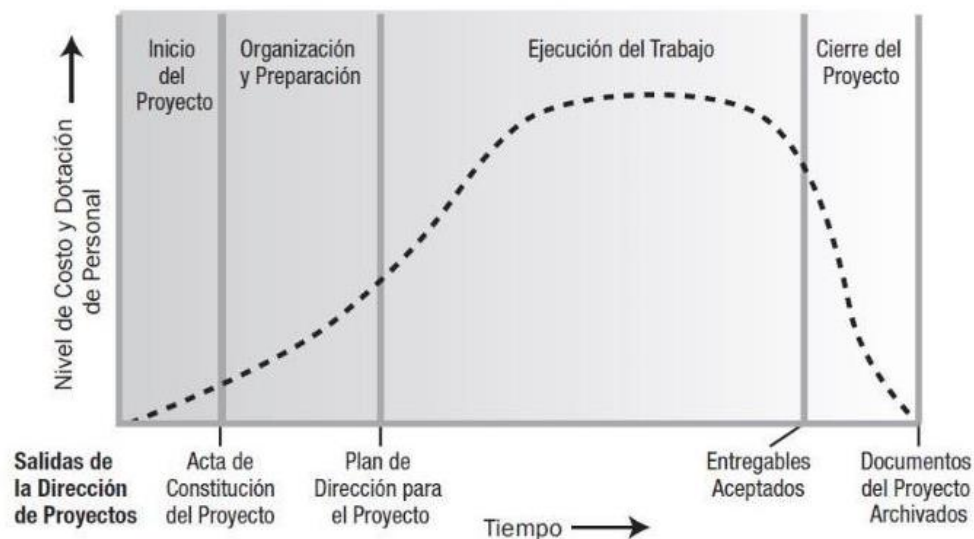 Inicio
del
Proyecto
Organización
y Preparación
Ejecución del Trabajo
Cierre del
Proyecto
Nivel de Costo y Dotación
de Personal
Salidas de
la Dirección
de Proyectos
Acta de
Constitución
del Proyecto
Plan de
Dirección para
el Proyecto
Tiempo
Entregables
Aceptados
Documentos
del Proyecto
Archivados